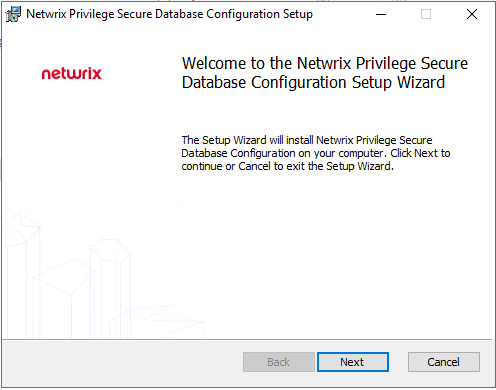 Netwrix Privilege Secure Database Configuration Setup
netwrix
Welcome to the Netwrix Privilege Secure
Database Configuration Setup Wizard
The Setup Wizard will install Netwrix Privilege Secure
Database Configuration on your computer. Click Next to
continue or Cancel to exit the Setup Wizard.
Back
Next
Cancel